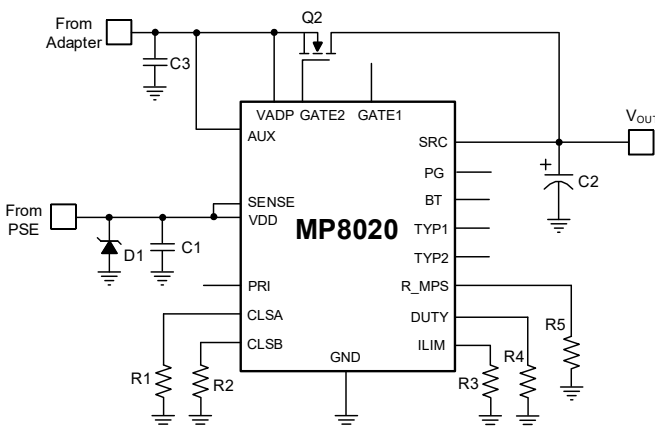 From
Adapter
C3
Q2
VADP GATE2 GATE1
AUX
SRC
V_OUT
C2
PG
BT
TYP1
TYP2
From
PSE
D1
C1
SENSE
VDD
MP8020
PRI
R_MPS
CLSA
DUTY
CLSB
ILIM
GND
R1
R2
R3
R4
R5